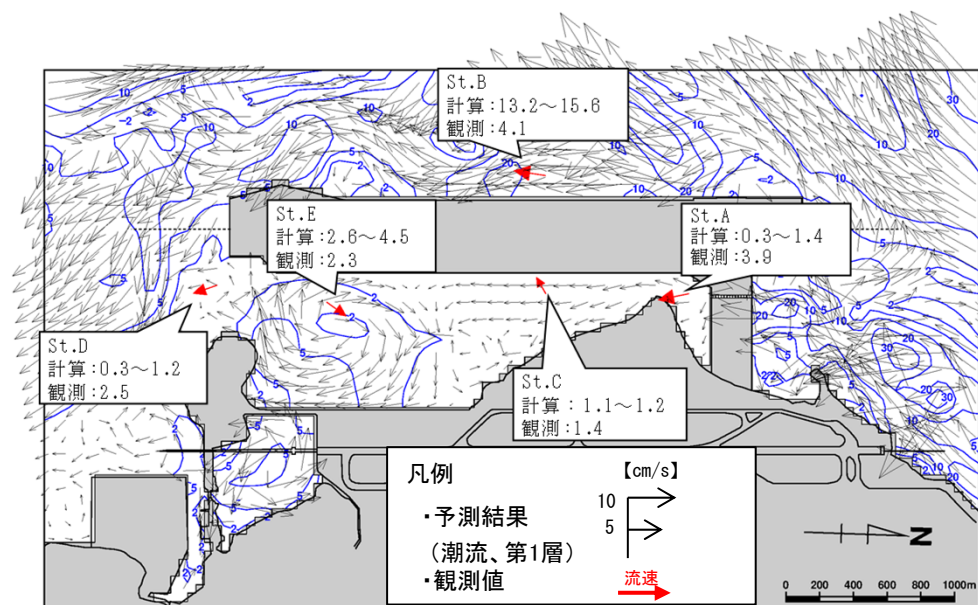 St.B
計算:13.2～15.6
観測:4.1
St.E
計算:2.6～4.5
観測:2.3
St.A
計算:0.3～1.4
観測:3.9
St.D
計算:0.3～1.2
観測:2.5
St.C
計算:1.1～1.2
観測:1.4
凡例
【cm/s】
10
5
・予測結果
(潮流、第1層)
・観測値
流速
N
0 200 400 600 800 1000m